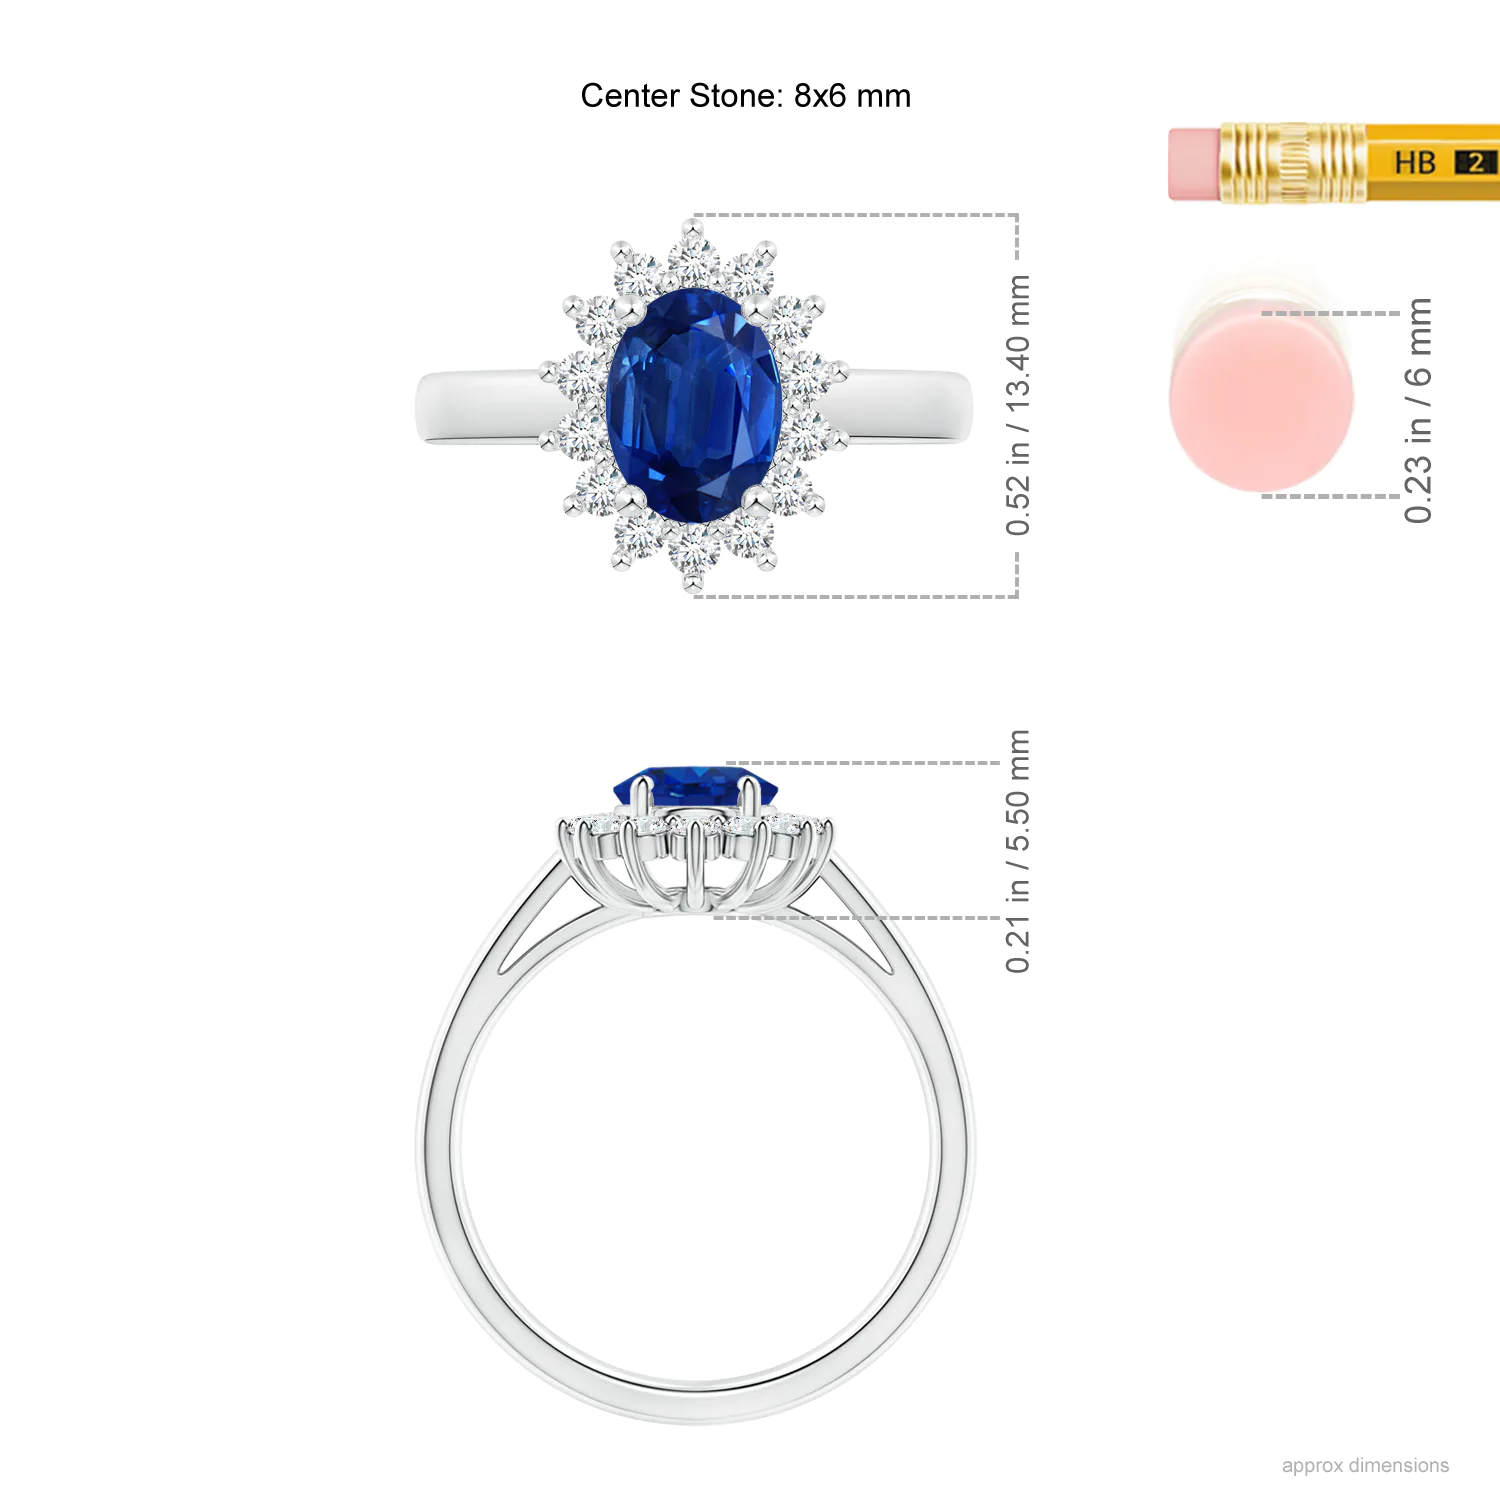 Center Stone: 8x6 mm
HB 2
0.52 in / 13.40 mm
0.23 in / 6 mm
0.21 in / 5.50 mm
approx dimensions